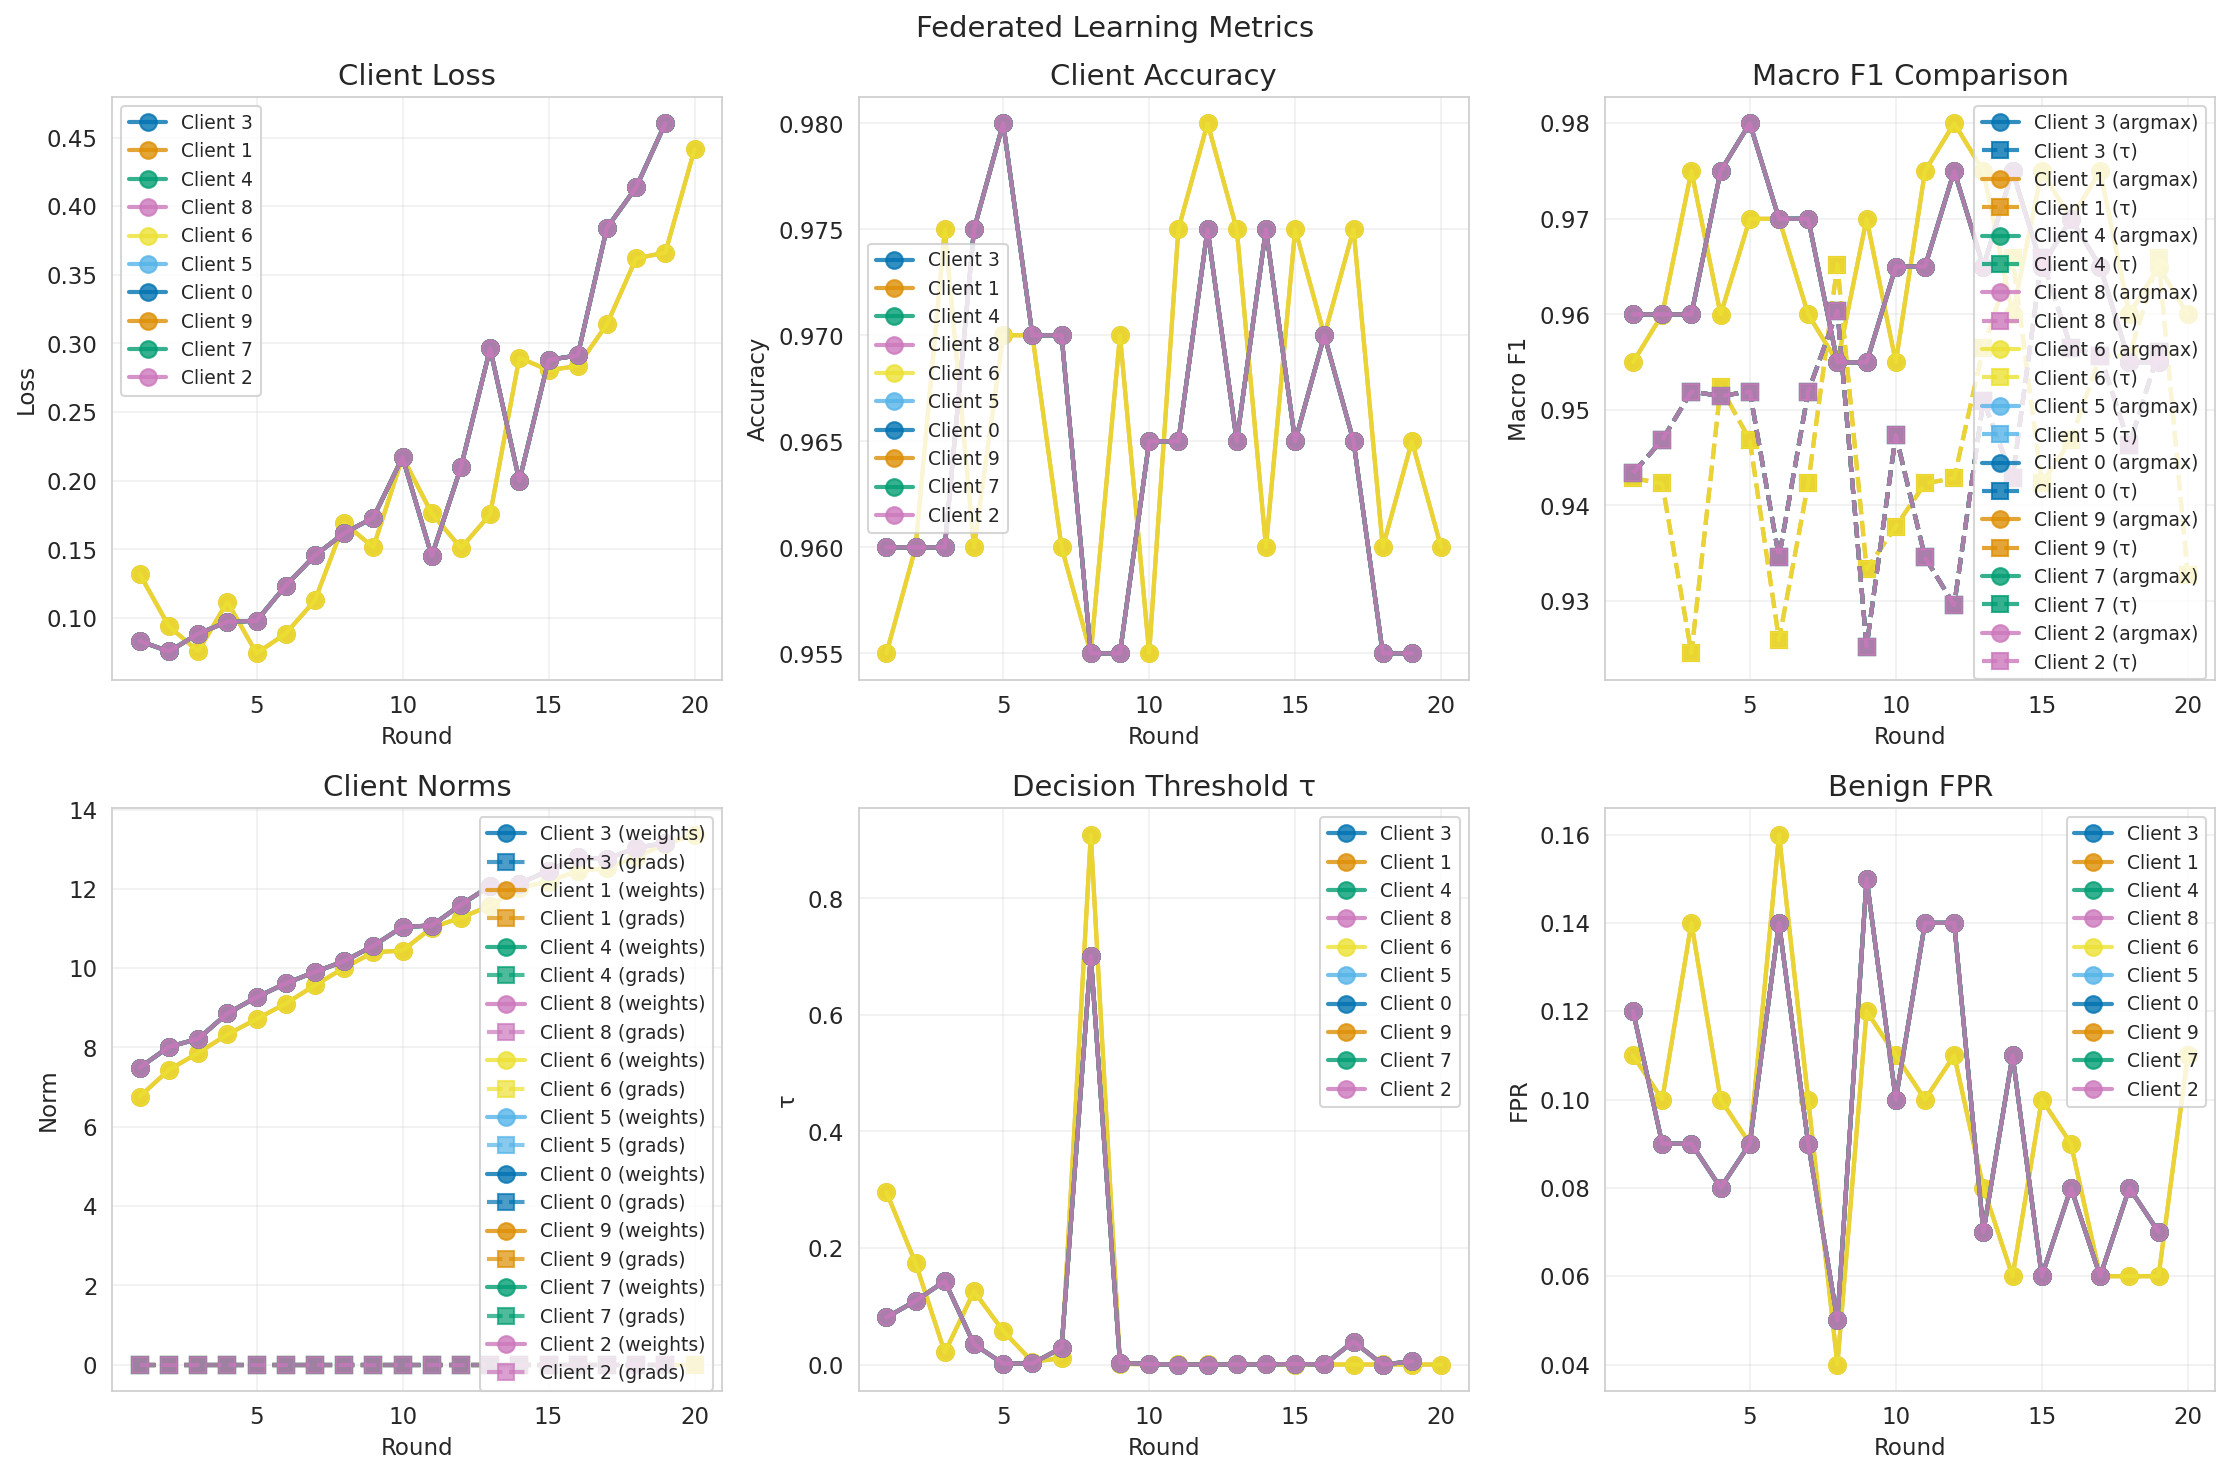 Federated Learning Metrics
Client Loss
0.45
0.40
0.35
0.30
0.25
0.20
0.15
0.10
Loss
5 10 15 20
Round
Client 3
Client 1
Client 4
Client 8
Client 6
Client 5
Client 0
Client 9
Client 7
Client 2
Client Accuracy
0.980
0.975
0.970
0.965
0.960
0.955
Accuracy
5 10 15 20
Round
Client 3
Client 1
Client 4
Client 8
Client 6
Client 5
Client 0
Client 9
Client 7
Client 2
Macro F1 Comparison
0.98
0.97
0.96
0.95
0.94
0.93
Macro F1
5 10 15 20
Round
Client 3 (argmax)
Client 3 (τ)
Client 1 (argmax)
Client 1 (τ)
Client 4 (argmax)
Client 4 (τ)
Client 8 (argmax)
Client 8 (τ)
Client 6 (argmax)
Client 6 (τ)
Client 5 (argmax)
Client 5 (τ)
Client 0 (argmax)
Client 0 (τ)
Client 9 (argmax)
Client 9 (τ)
Client 7 (argmax)
Client 7 (τ)
Client 2 (argmax)
Client 2 (τ)
Client Norms
14
12
10
8
6
4
2
0
Norm
5 10 15 20
Round
Client 3 (weights)
Client 3 (grads)
Client 1 (weights)
Client 1 (grads)
Client 4 (weights)
Client 4 (grads)
Client 8 (weights)
Client 8 (grads)
Client 6 (weights)
Client 6 (grads)
Client 5 (weights)
Client 5 (grads)
Client 0 (weights)
Client 0 (grads)
Client 9 (weights)
Client 9 (grads)
Client 7 (weights)
Client 7 (grads)
Client 2 (weights)
Client 2 (grads)
Decision Threshold τ
0.8
0.6
0.4
0.2
0.0
τ
5 10 15 20
Round
Client 3
Client 1
Client 4
Client 8
Client 6
Client 5
Client 0
Client 9
Client 7
Client 2
Benign FPR
0.16
0.14
0.12
0.10
0.08
0.06
0.04
FPR
5 10 15 20
Round
Client 3
Client 1
Client 4
Client 8
Client 6
Client 5
Client 0
Client 9
Client 7
Client 2